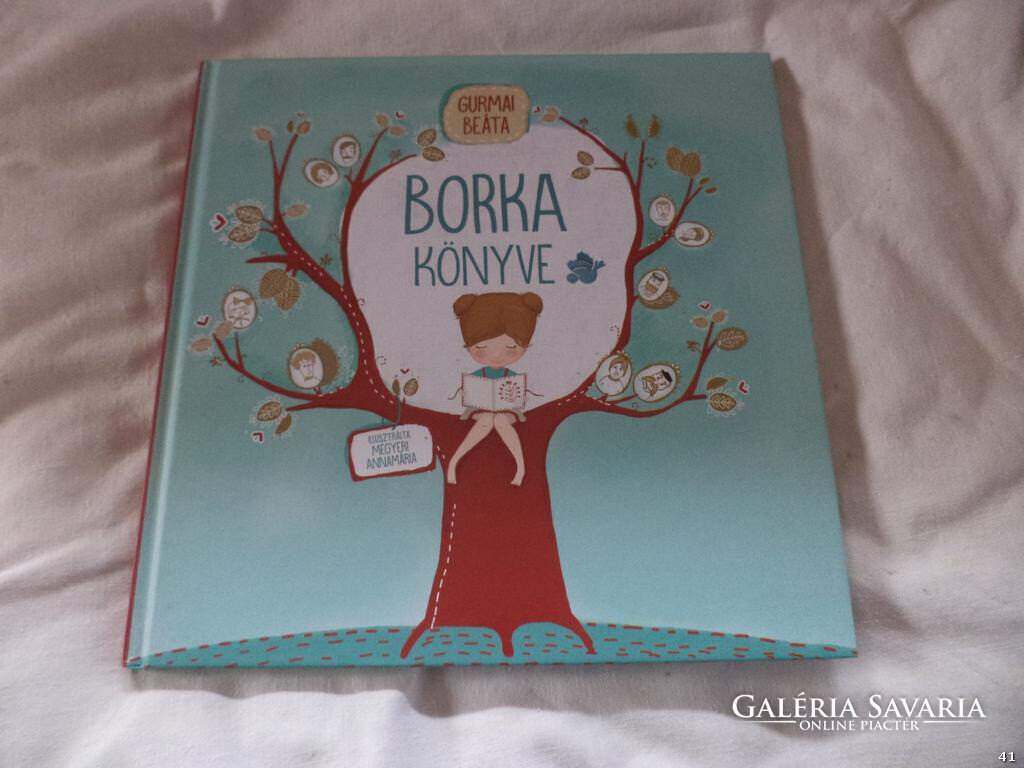 GURMAI
BEÁTA
BORKA
KÖNYVE
ILLUSZTRÁLTA
MEGYERI
ANNAMÁRIA
GALÉRIA SAVARIA
ONLINE PIACTÉR
41